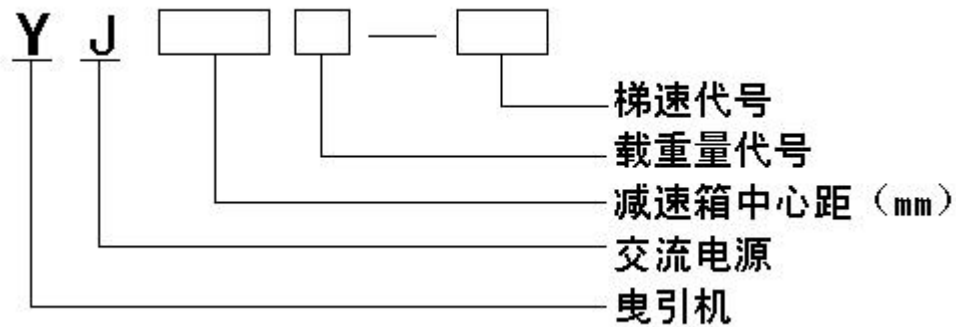 Y J —
梯速代号
载重量代号
减速箱中心距（mm）
交流电源
曳引机